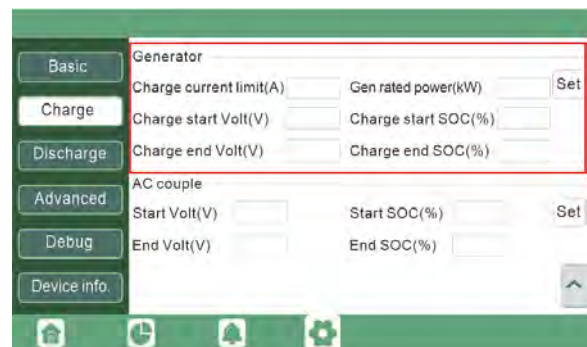 Basic
Charge
Discharge
Advanced
Debug
Device info.
Generator
Charge current limit(A) Gen rated power(kW) Set
Charge start Volt(V) Charge start SOC(%)
Charge end Volt(V) Charge end SOC(%)
AC couple
Start Volt(V) Start SOC(%) Set
End Volt(V) End SOC(%)